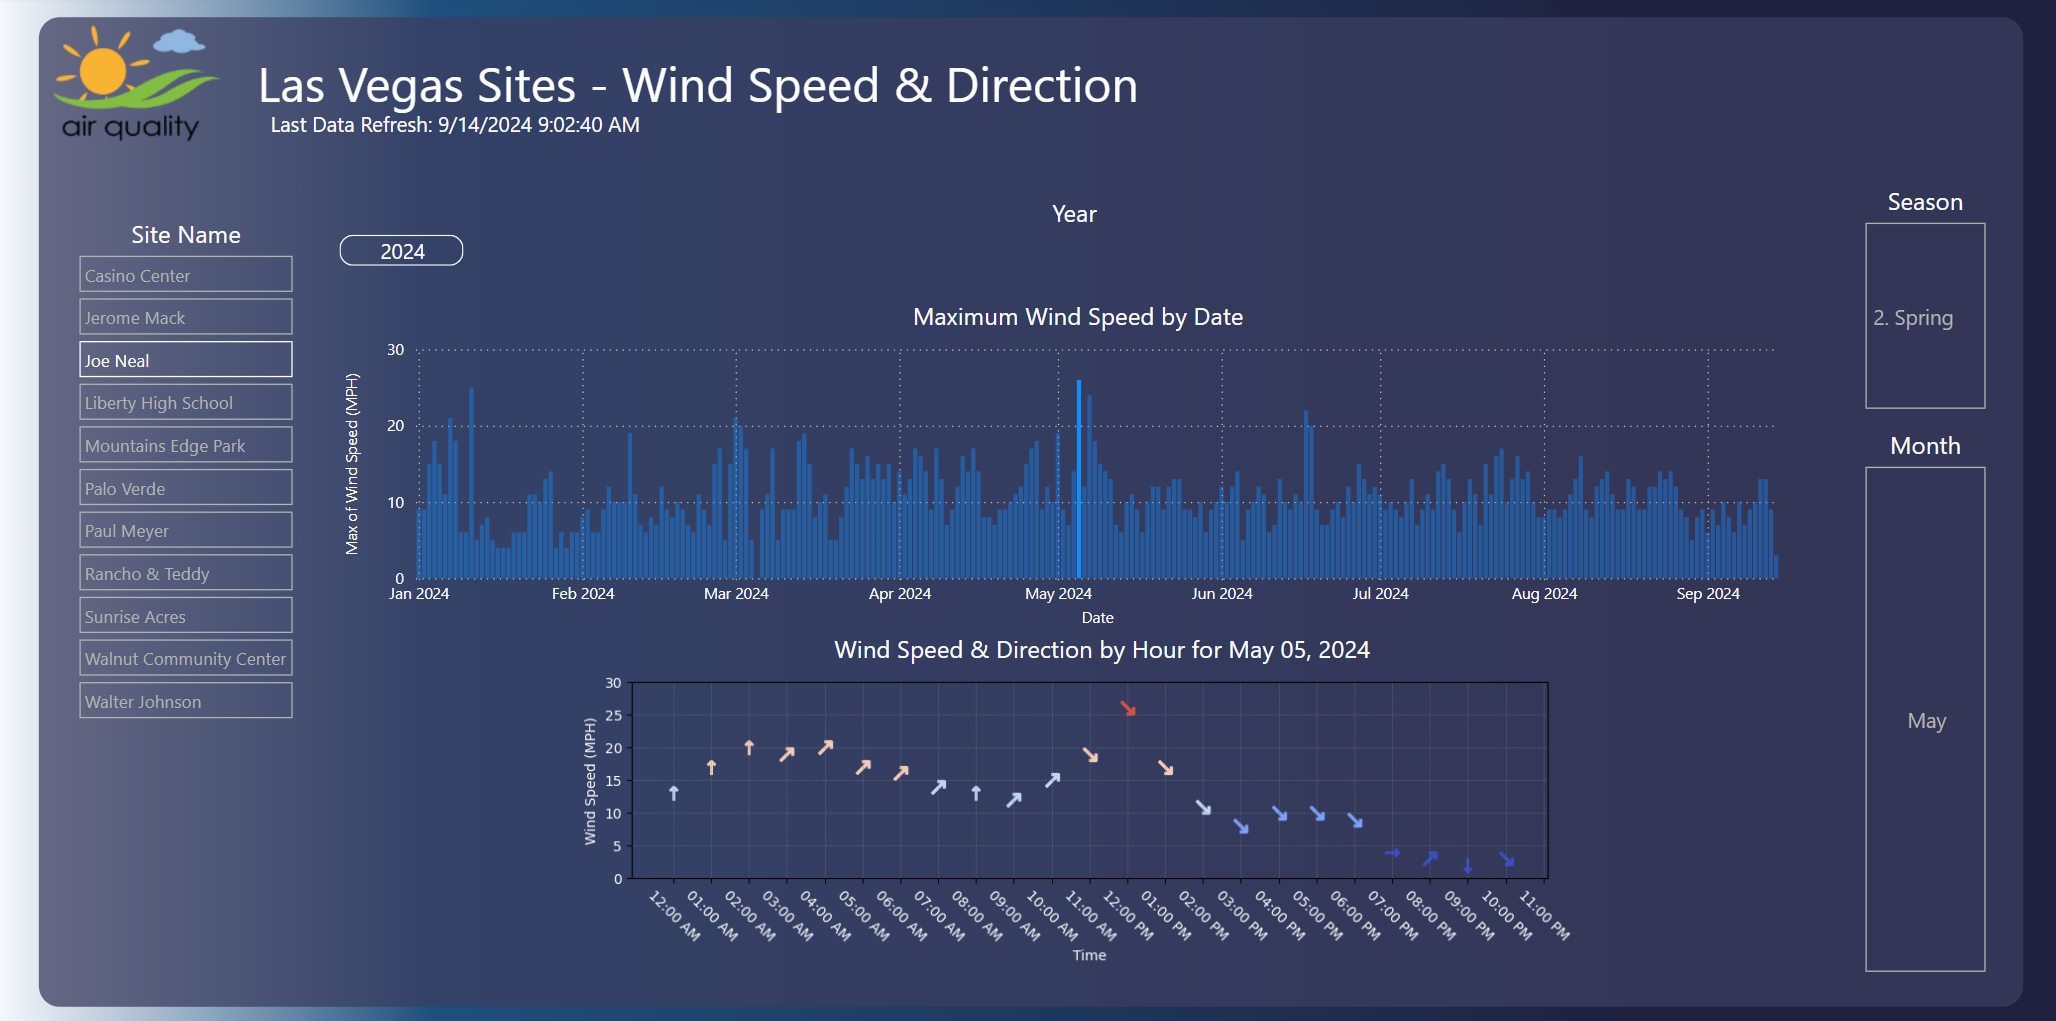 air quality
Las Vegas Sites - Wind Speed & Direction
Last Data Refresh: 9/14/2024 9:02:40 AM
Site Name
Casino Center
Jerome Mack
Joe Neal
Liberty High School
Mountains Edge Park
Palo Verde
Paul Meyer
Rancho & Teddy
Sunrise Acres
Walnut Community Center
Walter Johnson
Year
2024
Season
2. Spring
Month
May
Maximum Wind Speed by Date
Max of Wind Speed (MPH)
30
20
10
0
Jan 2024 Feb 2024 Mar 2024 Apr 2024 May 2024 Jun 2024 Jul 2024 Aug 2024 Sep 2024
Date
Wind Speed & Direction by Hour for May 05, 2024
Wind Speed (MPH)
30
25
20
15
10
5
0
12:00 AM 01:00 AM 02:00 AM 03:00 AM 04:00 AM 05:00 AM 06:00 AM 07:00 AM 08:00 AM 09:00 AM 10:00 AM 11:00 AM 12:00 PM 01:00 PM 02:00 PM 03:00 PM 04:00 PM 05:00 PM 06:00 PM 07:00 PM 08:00 PM 09:00 PM 10:00 PM 11:00 PM
Time